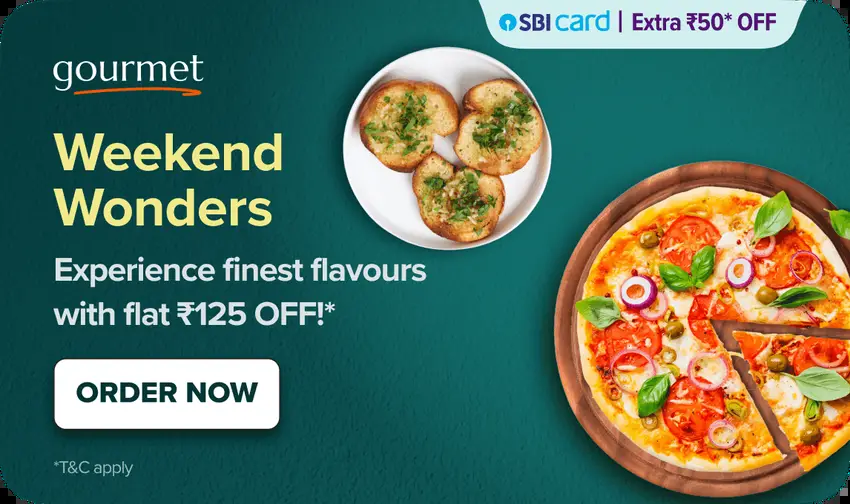 SBI card | Extra ₹50* OFF
gourmet
Weekend
Wonders
Experience finest flavours
with flat ₹125 OFF!*
ORDER NOW
*T&C apply